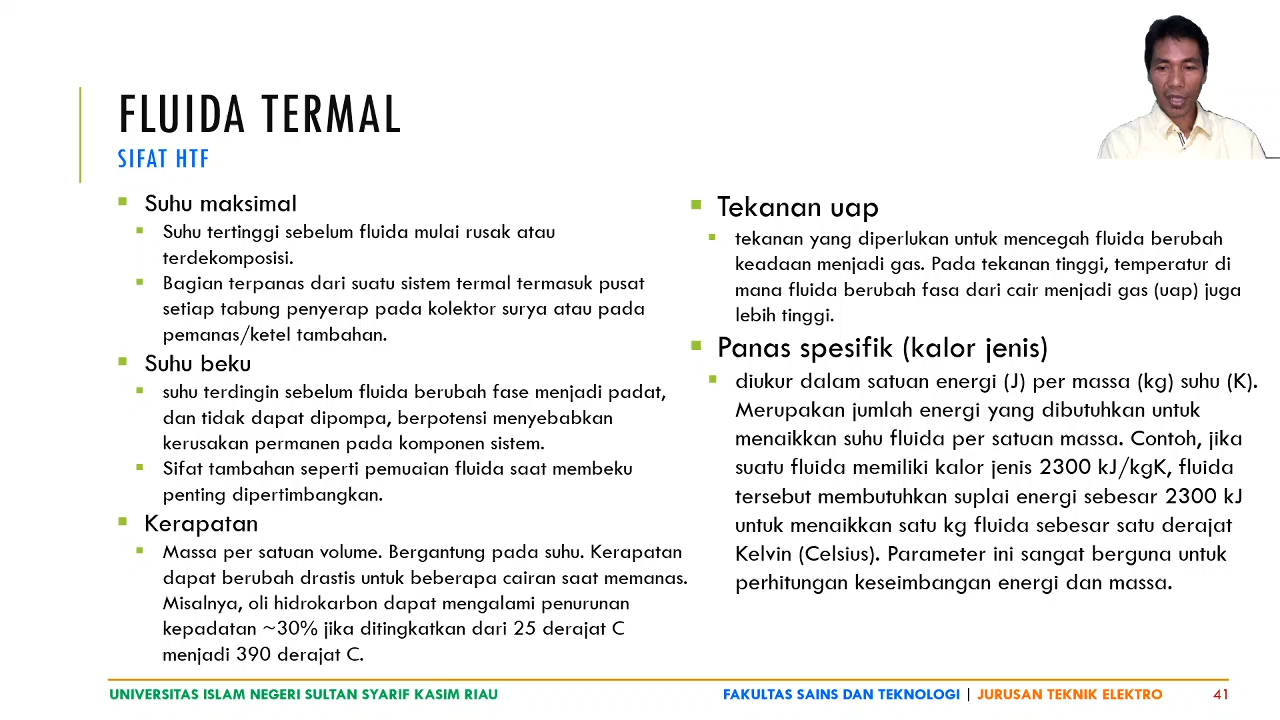 FLUIDA TERMAL
SIFAT HTF
Suhu maksimal
Suhu tertinggi sebelum fluida mulai rusak atau
terdekomposisi.
Bagian terpanas dari suatu sistem termal termasuk pusat
setiap tabung penyerap pada kolektor surya atau pada
pemanas/ketel tambahan.
Suhu beku
suhu terdingin sebelum fluida berubah fase menjadi padat,
dan tidak dapat dipompa, berpotensi menyebabkan
kerusakan permanen pada komponen sistem.
Sifat tambahan seperti pemuaian fluida saat membeku
penting dipertimbangkan.
Kerapatan
Massa per satuan volume. Bergantung pada suhu. Kerapatan
dapat berubah drastis untuk beberapa cairan saat memanas.
Misalnya, oli hidrokarbon dapat mengalami penurunan
kepadatan ~30% jika ditingkatkan dari 25 derajat C
menjadi 390 derajat C.
Tekanan uap
tekanan yang diperlukan untuk mencegah fluida berubah
keadaan menjadi gas. Pada tekanan tinggi, temperatur di
mana fluida berubah fasa dari cair menjadi gas (uap) juga
lebih tinggi.
Panas spesifik (kalor jenis)
diukur dalam satuan energi (J) per massa (kg) suhu (K).
Merupakan jumlah energi yang dibutuhkan untuk
menaikkan suhu fluida per satuan massa. Contoh, jika
suatu fluida memiliki kalor jenis 2300 kJ/kgK, fluida
tersebut membutuhkan suplai energi sebesar 2300 kJ
untuk menaikkan satu kg fluida sebesar satu derajat
Kelvin (Celsius). Parameter ini sangat berguna untuk
perhitungan keseimbangan energi dan massa.
UNIVERSITAS ISLAM NEGERI SULTAN SYARIF KASIM RIAU
FAKULTAS SAINS DAN TEKNOLOGI | JURUSAN TEKNIK ELEKTRO
41